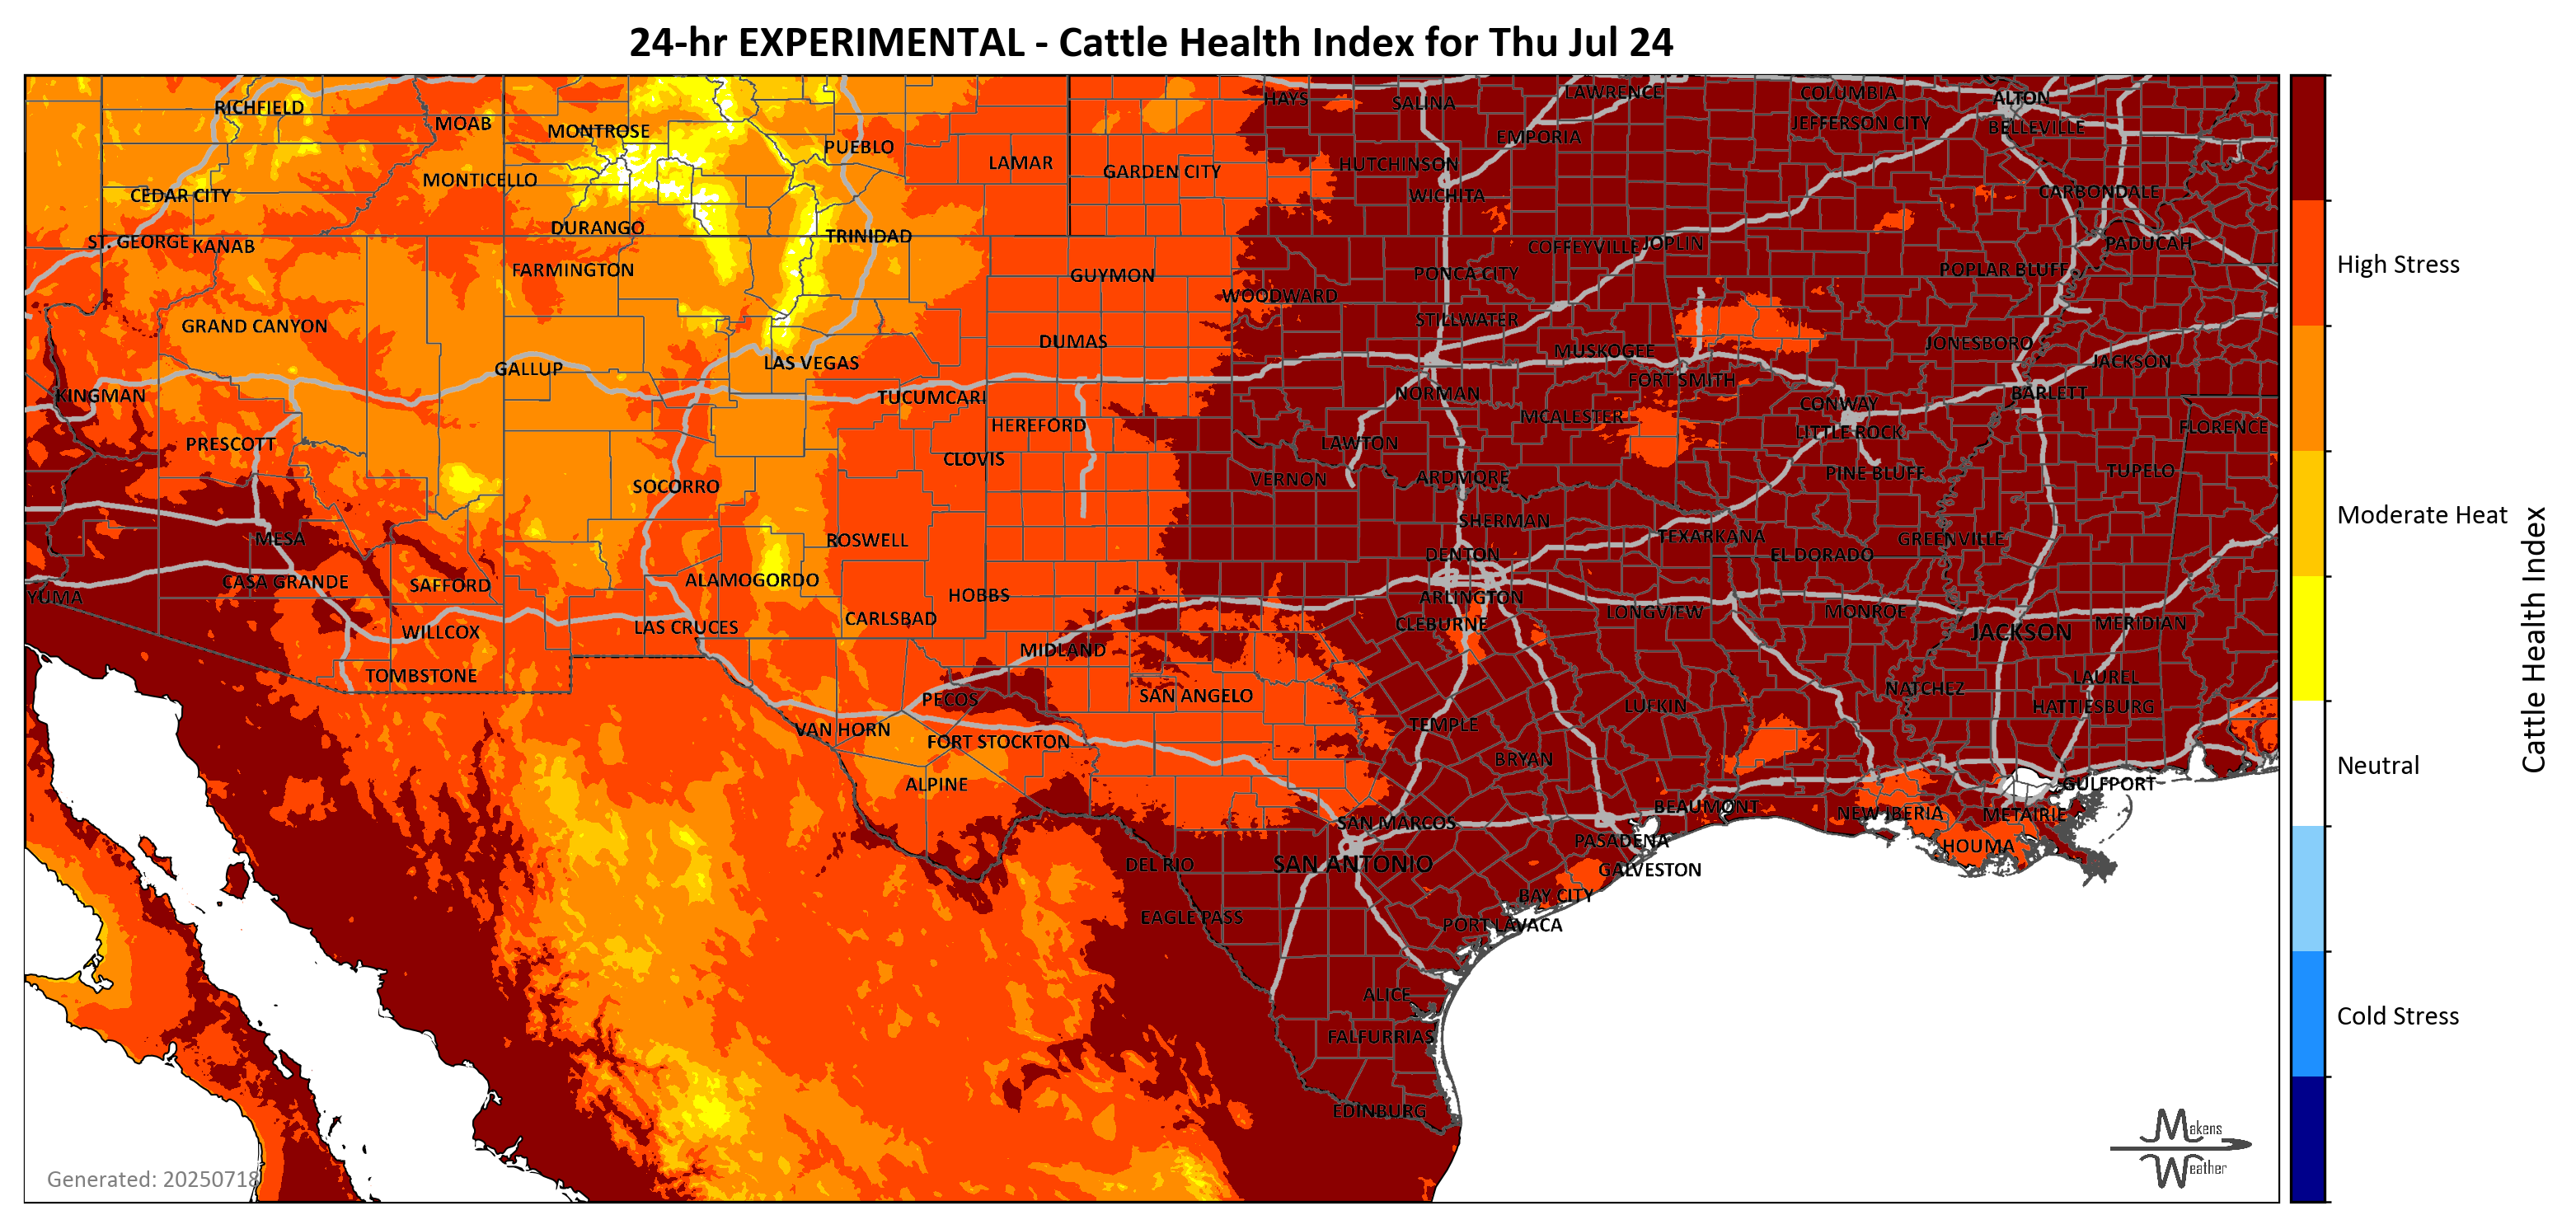 24-hr EXPERIMENTAL - Cattle Health Index for Thu Jul 24
HAYS
SALINA
LAWRENCE
COLUMBIA
ALTON
RICHFIELD
MOAB
MONTROSE
PUEBLO
EMPORIA
JEFFERSON CITY
BELLEVILLE
LAMAR
GARDEN CITY
HUTCHINSON
MONTICELLO
CEDAR CITY
WICHITA
CARBONDALE
DURANGO
TRINIDAD
ST. GEORGE
KANAB
COFFEYVILLE
JOPLIN
PADUCAH
High Stress
FARMINGTON
GUYMON
PONCA CITY
POPLAR BLUFF
WOODWARD
GRAND CANYON
STILLWATER
DUMAS
MUSKOGEE
JONESBORO
JACKSON
GALLUP
LAS VEGAS
KINGMAN
TUCUMCARI
NORMAN
FORT SMITH
CONWAY
BARLETT
HEREFORD
MCALESTER
LITTLE ROCK
FLORENCE
PRESCOTT
CLOVIS
LAWTON
VERNON
ARDMORE
PINE BLUFF
TUPELO
SOCORRO
Moderate Heat
MESA
ROSWELL
SHERMAN
TEXARKANA
GREENVILLE
DENTON
EL DORADO
CASA GRANDE
SAFFORD
ALAMOGORDO
YUMA
HOBBS
ARLINGTON
LONGVIEW
MONROE
CARLSBAD
CLEBURNE
WILLCOX
LAS CRUCES
JACKSON
MERIDIAN
MIDLAND
Cattle Health Index
TOMBSTONE
PECOS
SAN ANGELO
NATCHEZ
LAUREL
LUFKIN
HATTIESBURG
VAN HORN
FORT STOCKTON
TEMPLE
BRYAN
Neutral
ALPINE
GULFPORT
BEAUMONT
NEW IBERIA
METAIRIE
SAN MARCOS
PASADENA
HOUMA
DEL RIO
SAN ANTONIO
GALVESTON
BAY CITY
EAGLE PASS
PORT LAVACA
ALICE
Cold Stress
FALFURRIAS
EDINBURG
Makens
Weather
Generated: 20250718